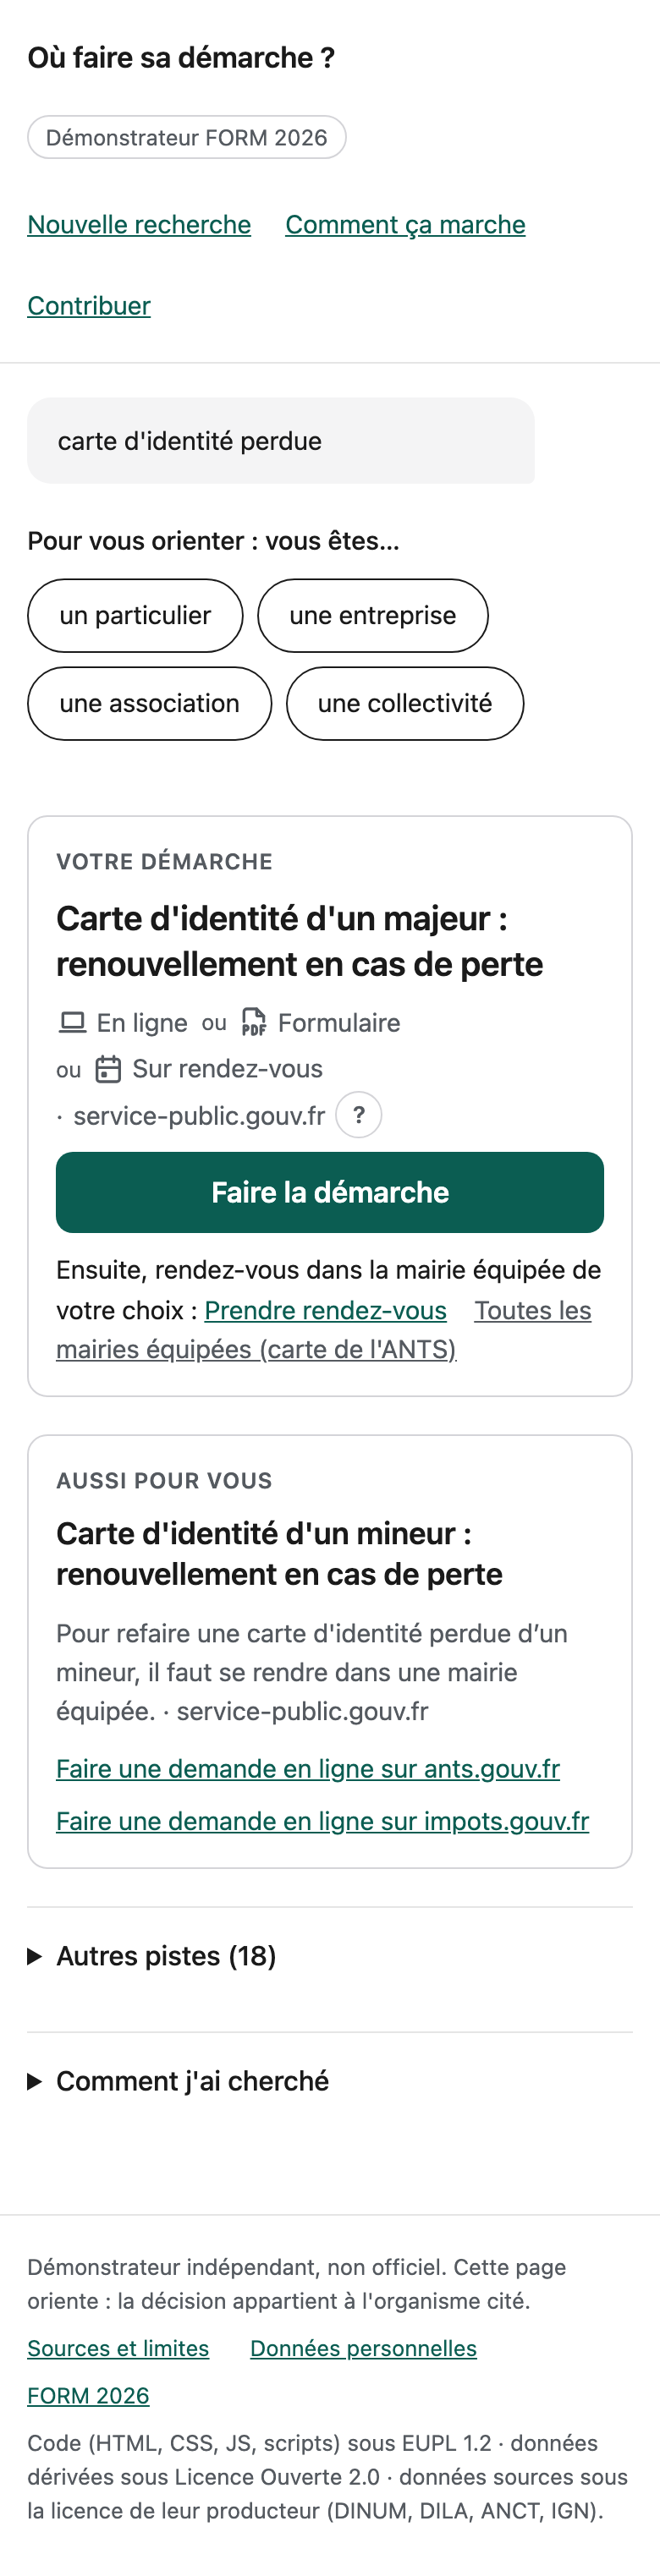 Où faire sa démarche ?
Démonstrateur FORM 2026
Nouvelle recherche Comment ça marche
Contribuer
carte d'identité perdue
Pour vous orienter : vous êtes...
un particulier une entreprise
une association une collectivité
VOTRE DÉMARCHE
Carte d'identité d'un majeur :
renouvellement en cas de perte
En ligne ou PDF Formulaire
ou Sur rendez-vous
· service-public.gouv.fr ?
Faire la démarche
Ensuite, rendez-vous dans la mairie équipée de
votre choix : Prendre rendez-vous Toutes les
mairies équipées (carte de l'ANTS)
AUSSI POUR VOUS
Carte d'identité d'un mineur :
renouvellement en cas de perte
Pour refaire une carte d'identité perdue d’un
mineur, il faut se rendre dans une mairie
équipée. · service-public.gouv.fr
Faire une demande en ligne sur ants.gouv.fr
Faire une demande en ligne sur impots.gouv.fr
Autres pistes (18)
Comment j'ai cherché
Démonstrateur indépendant, non officiel. Cette page
oriente : la décision appartient à l'organisme cité.
Sources et limites Données personnelles
FORM 2026
Code (HTML, CSS, JS, scripts) sous EUPL 1.2 · données
dérivées sous Licence Ouverte 2.0 · données sources sous
la licence de leur producteur (DINUM, DILA, ANCT, IGN).